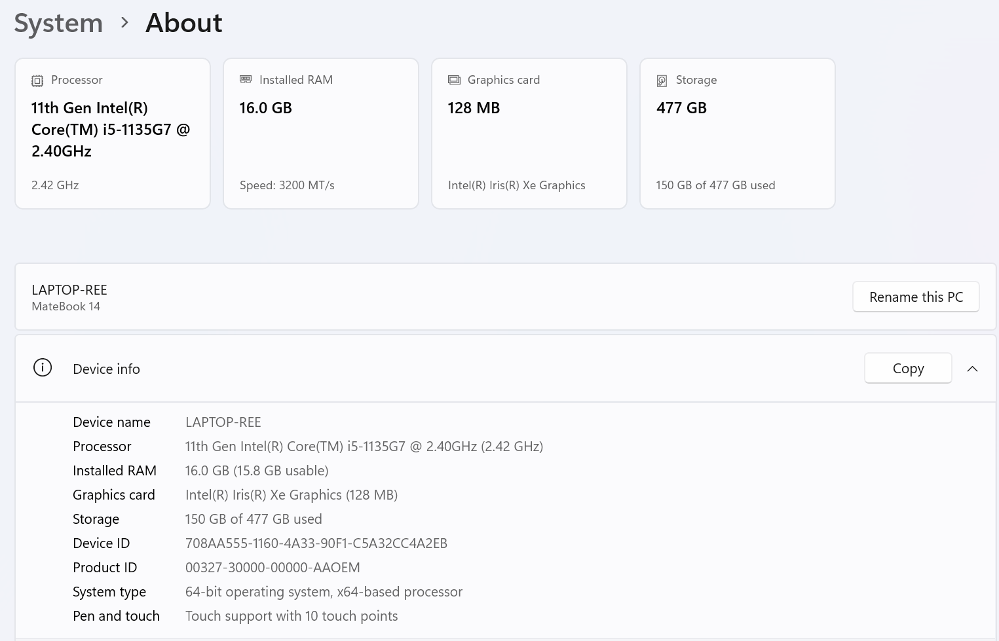 System > About
Processor
11th Gen Intel(R)
Core(TM) i5-1135G7 @
2.40GHz
2.42 GHz
Installed RAM
16.0 GB
Speed: 3200 MT/s
Graphics card
128 MB
Intel(R) Iris(R) Xe Graphics
Storage
477 GB
150 GB of 477 GB used
LAPTOP-REE
MateBook 14
Rename this PC
Device info
Copy
Device name LAPTOP-REE
Processor 11th Gen Intel(R) Core(TM) i5-1135G7 @ 2.40GHz (2.42 GHz)
Installed RAM 16.0 GB (15.8 GB usable)
Graphics card Intel(R) Iris(R) Xe Graphics (128 MB)
Storage 150 GB of 477 GB used
Device ID 708AA555-1160-4A33-90F1-C5A32CC4A2EB
Product ID 00327-30000-00000-AAOEM
System type 64-bit operating system, x64-based processor
Pen and touch Touch support with 10 touch points